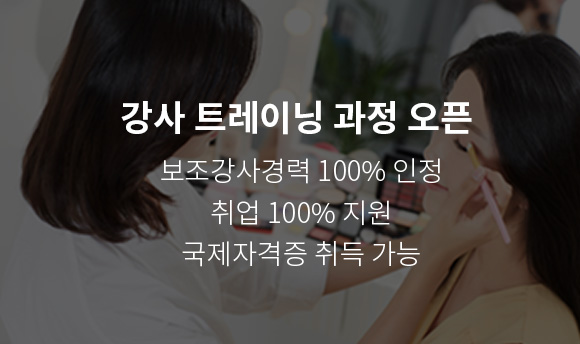 강사 트레이닝 과정 오픈
보조강사경력 100% 인정
취업 100% 지원
국제자격증 취득 가능